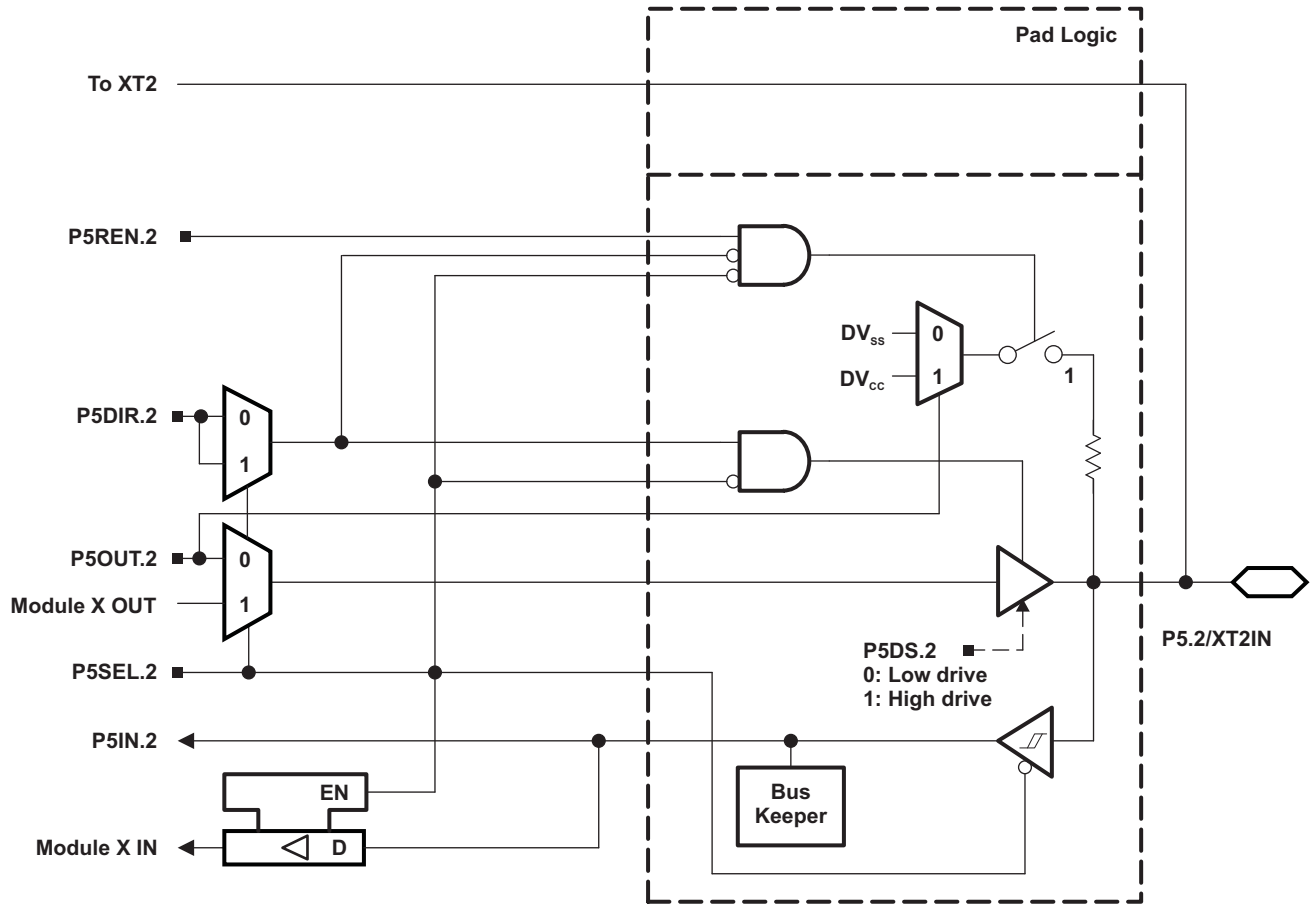 Pad Logic
To XT2
P5REN.2
DVSS
0
DVCC
1
1
P5DIR.2
0
1
P5OUT.2
0
Module X OUT
1
P5DS.2
0: Low drive
1: High drive
P5.2/XT2IN
P5SEL.2
P5IN.2
EN
Bus
Keeper
Module X IN
D